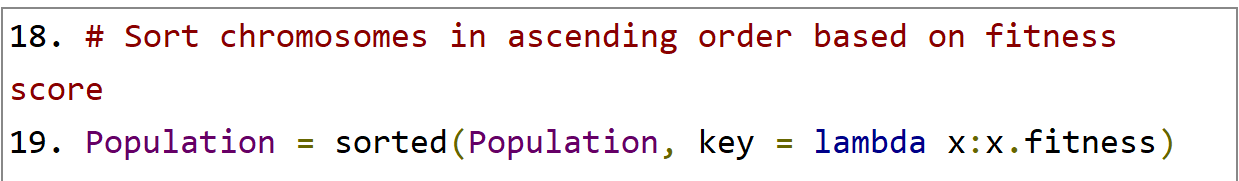 18. # Sort chromosomes in ascending order based on fitness
score
19. Population = sorted(Population, key = lambda x:x.fitness)